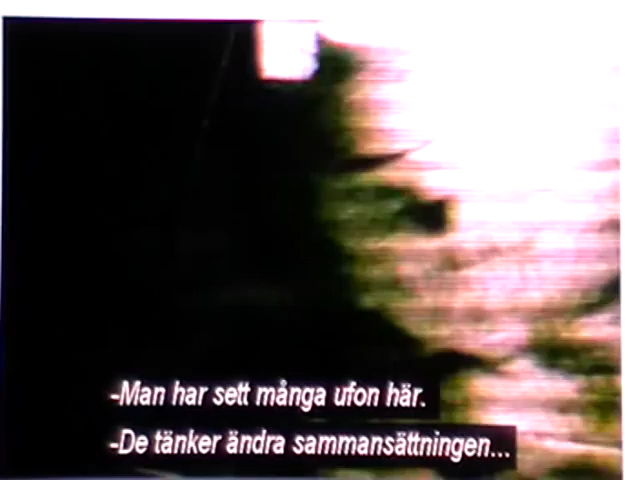 -Man har sett många ufon här.
-De tänker ändra sammansättningen...